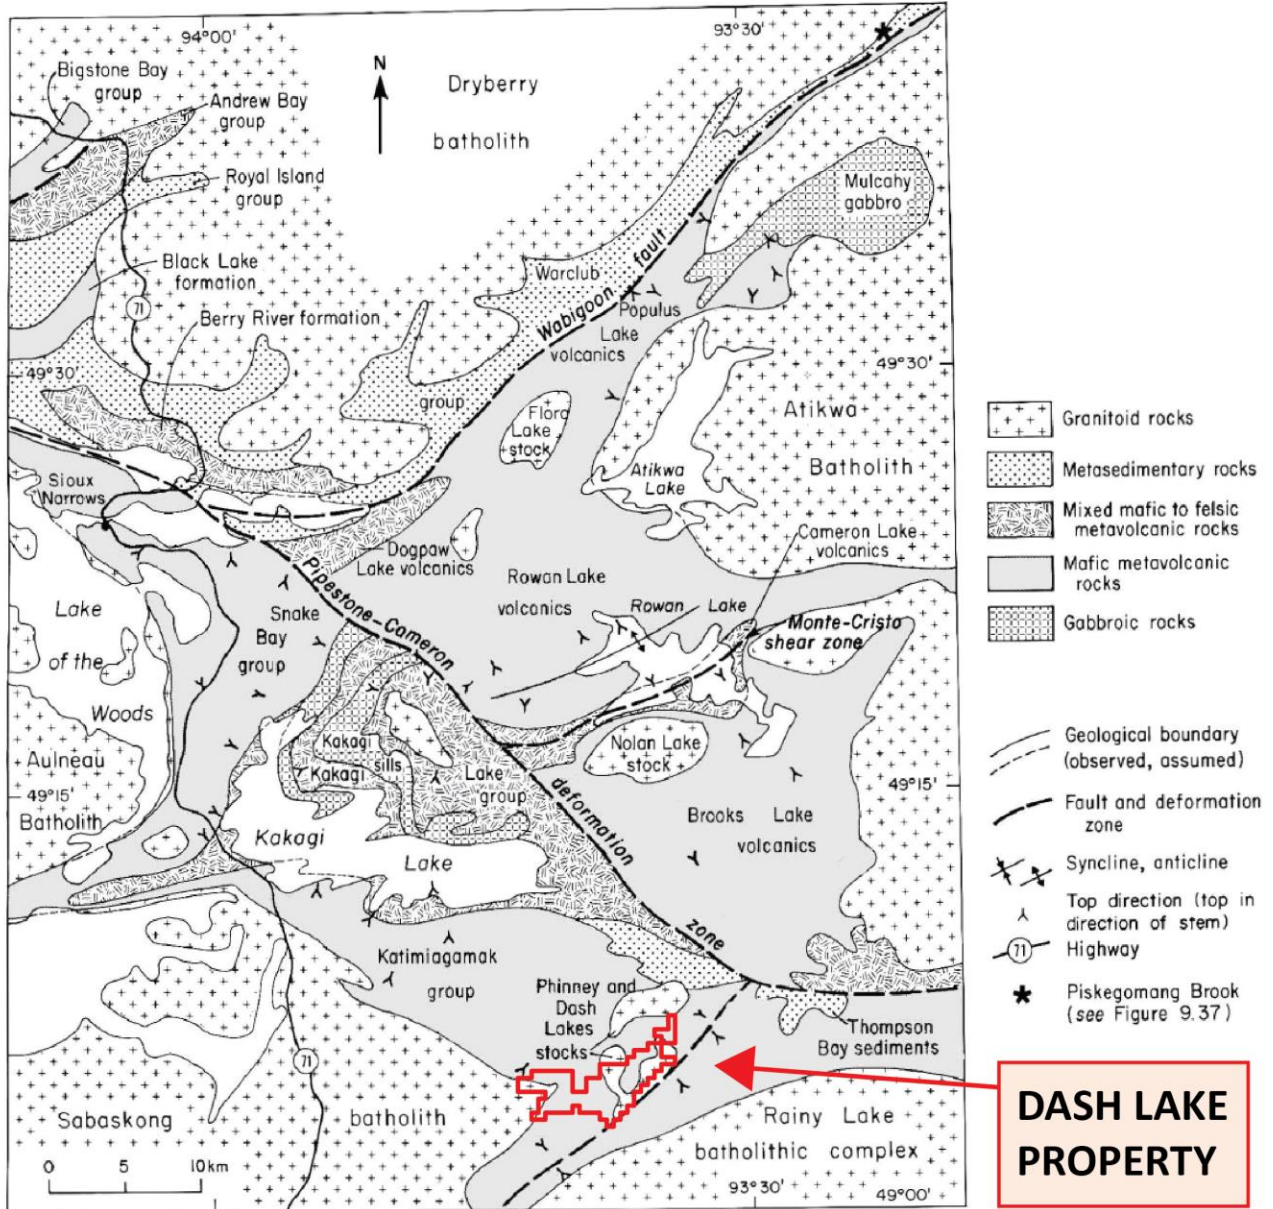 94°00'
93°30'
Bigstone Bay
group
Andrew Bay
group
N
Dryberry
batholith
Royal Island
group
Mulcahy
gabbro
Black Lake
formation
71
Berry River formation
Warclub
Wabigoon fault
Populus
Lake
volcanics
49°30'
49°30'
group
Flora
Lake
stock
Atikwa
Batholith
Atikwa
Lake
Sioux
Narrows
Dogpaw
Lake volcanics
Cameron Lake
volcanics
Pipestone-Cameron
Rowan Lake
volcanics
Rowan Lake
Monte-Cristo
shear zone
Lake
of the
Woods
Snake
Bay
group
Aulneau
49°15'
Batholith
Kakagi
Kakagi sills
Lake
group
Nolan Lake
stock
49°15'
deformation
Brooks Lake
volcanics
Kakagi
Lake
zone
Katimiagamak
group
Phinney and
Dash
Lakes
stocks
Thompson
Bay sediments
71
Sabaskong
batholith
Rainy Lake
batholithic complex
0 5 10km
93°30'
49°00'
Granitoid rocks
Metasedimentary rocks
Mixed mafic to felsic
metavolcanic rocks
Mafic metavolcanic
rocks
Gabbroic rocks
Geological boundary
(observed, assumed)
Fault and deformation
zone
Syncline, anticline
Top direction (top in
direction of stem)
71 Highway
Piskegomang Brook
(see Figure 9.37)
DASH LAKE
PROPERTY